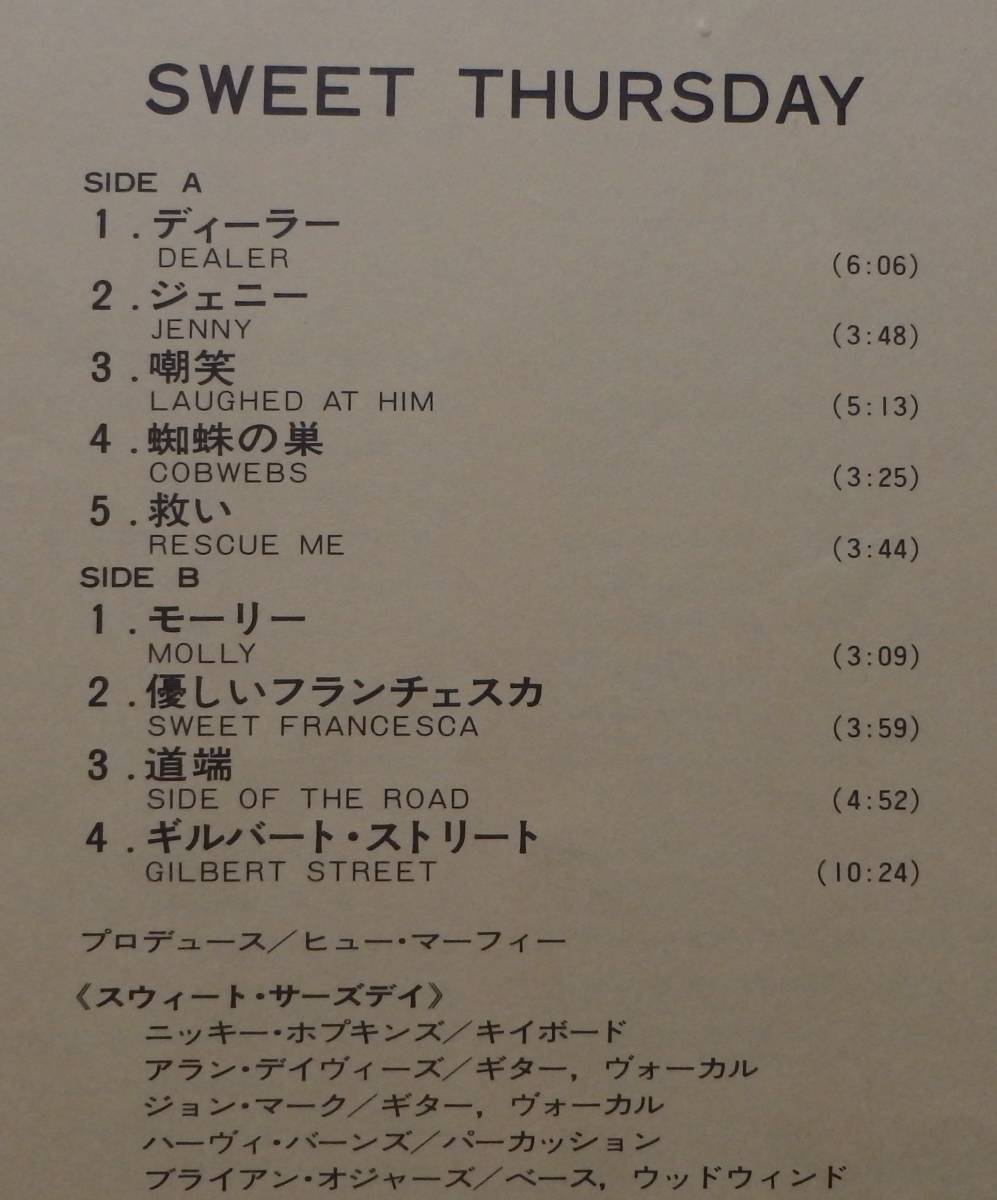 SWEET THURSDAY
SIDE A
1.ディーラー
DEALER (6:06)
2.ジェニー
JENNY (3:48)
3.嘲笑
LAUGHED AT HIM (5:13)
4.蜘蛛の巣
COBWEBS (3:25)
5.救い
RESCUE ME (3:44)
SIDE B
1.モーリー
MOLLY (3:09)
2.優しいフランチェスカ
SWEET FRANCESCA (3:59)
3.道端
SIDE OF THE ROAD (4:52)
4.ギルバート・ストリート
GILBERT STREET (10:24)
プロデュース／ヒュー・マーフィー
《スウィート・サーズデイ》
ニッキー・ホプキンズ／キイボード
アラン・デイヴィーズ／ギター，ヴォーカル
ジョン・マーク／ギター，ヴォーカル
ハーヴィ・バーンズ／パーカッション
ブライアン・オジャーズ／ベース，ウッドウィンド